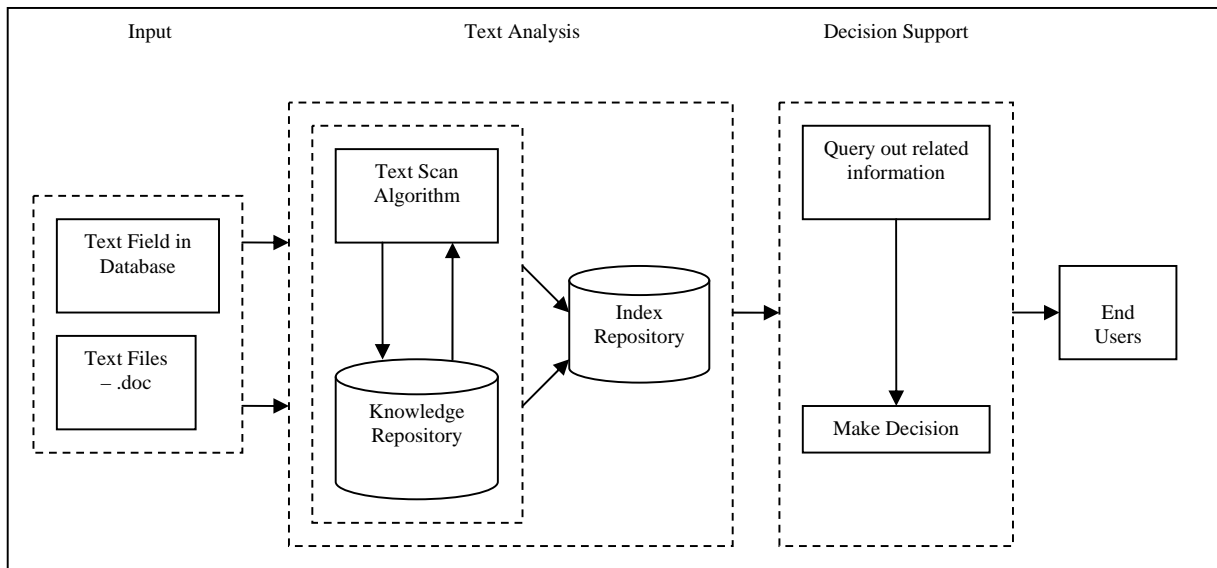 Input
Text Analysis
Decision Support
Text Field in
Database
Text Files
– .doc
Text Scan
Algorithm
Knowledge
Repository
Index
Repository
Query out related
information
Make Decision
End
Users